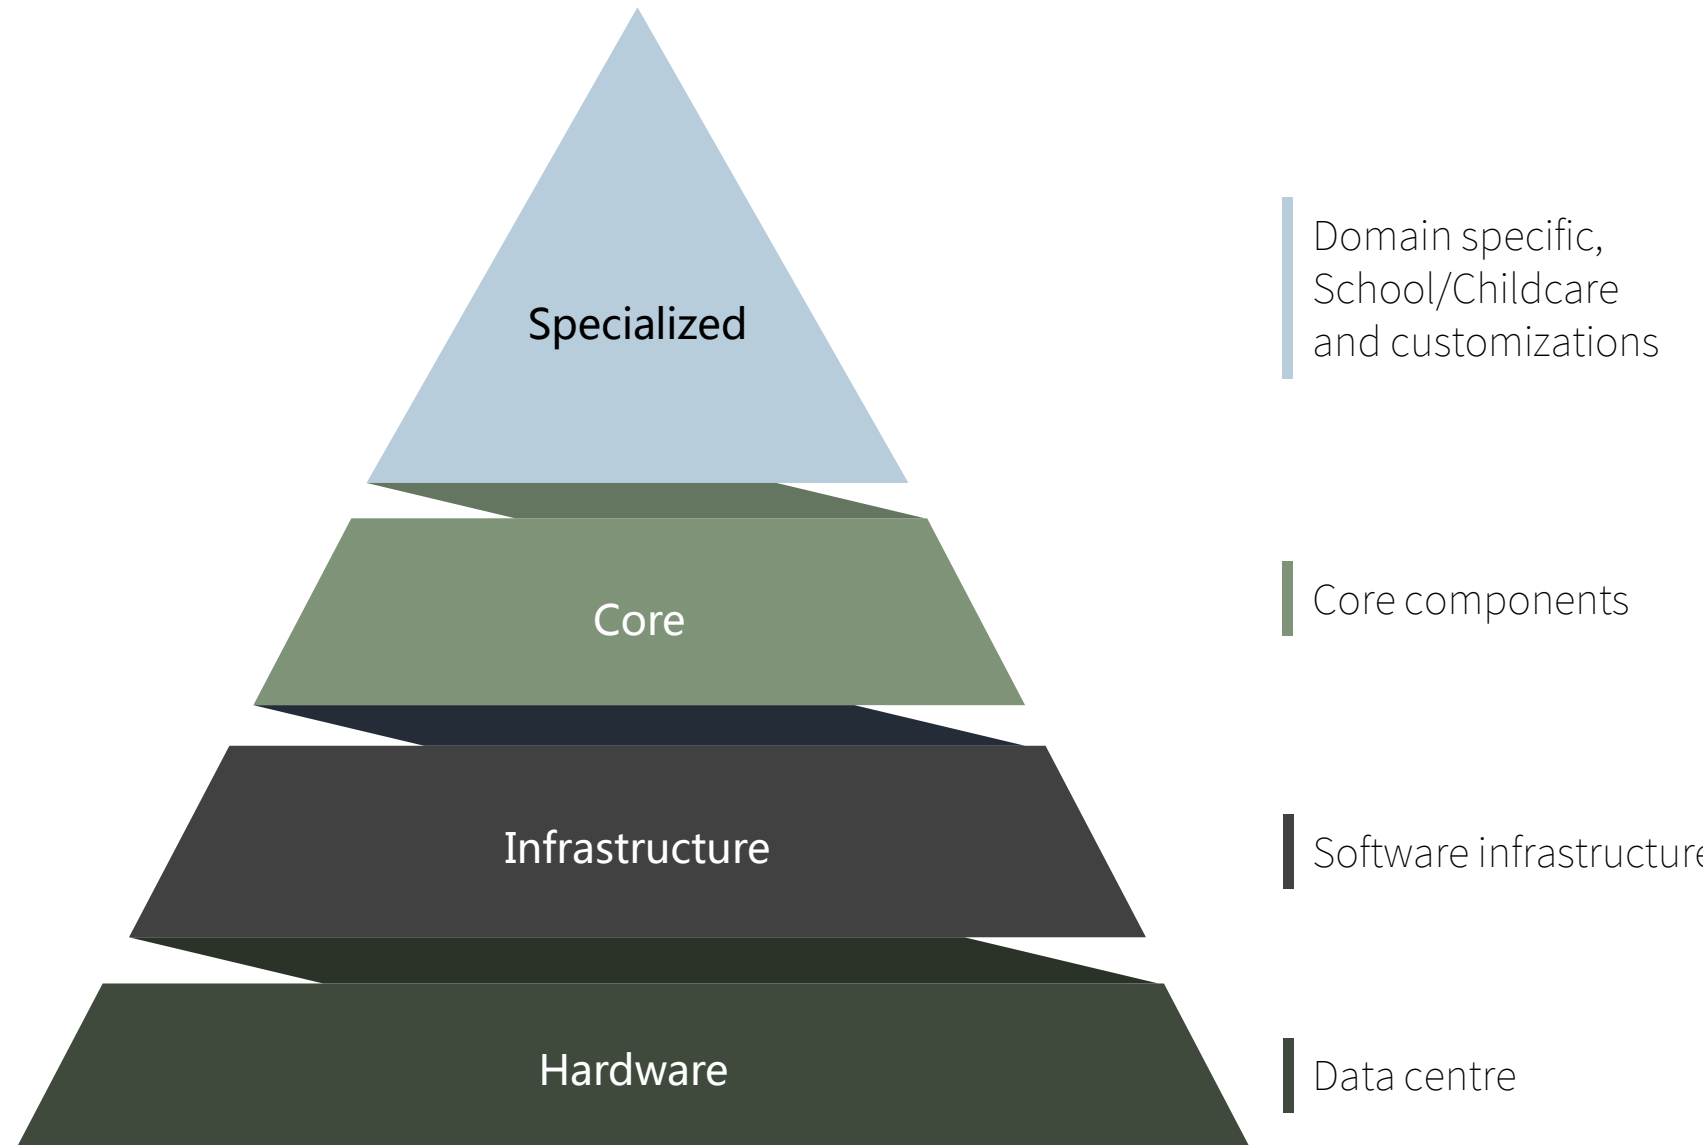 Specialized
Domain specific,
School/Childcare
and customizations
Core
Core components
Infrastructure
Software infrastructure
Hardware
Data centre